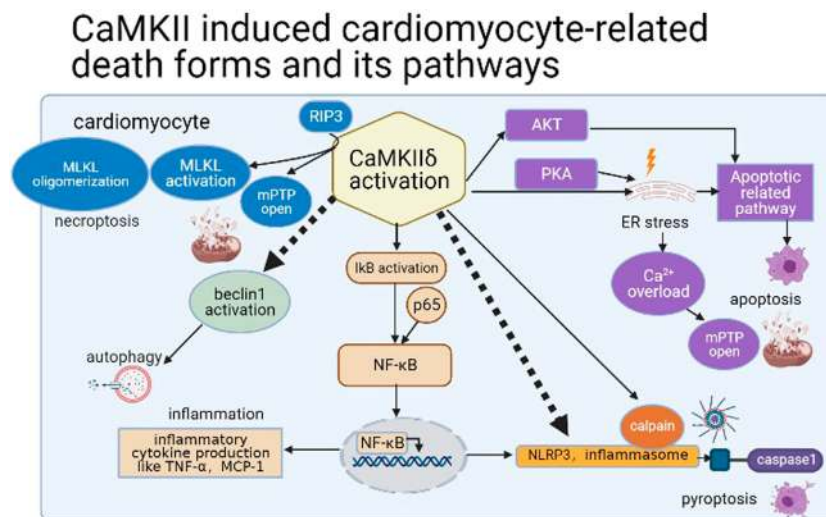 CaMKII induced cardiomyocyte-related
death forms and its pathways
cardiomyocyte
RIP3
MLKL
oligomerization
MLKL
activation
mPTP
open
necroptosis
CaMKIIδ
activation
AKT
PKA
ER stress
Apoptotic
related
pathway
apoptosis
Ca²⁺
overload
mPTP
open
beclin1
activation
autophagy
IkB activation
p65
NF-κB
inflammation
inflammatory
cytokine production
like TNF-α, MCP-1
NF-κB
calpain
NLRP3, inflammasome
caspase1
pyroptosis